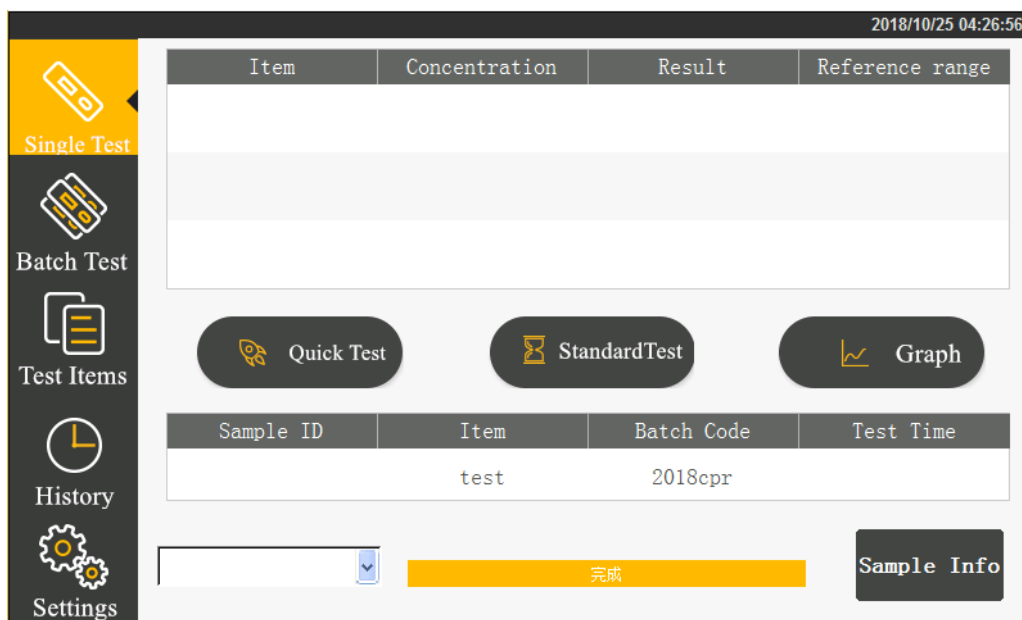 2018/10/25 04:26:56
Item Concentration Result Reference range
Single Test
Batch Test
Quick Test StandardTest Graph
Test Items
Sample ID Item Batch Code Test Time
test 2018cpr
History
完成 Sample Info
Settings